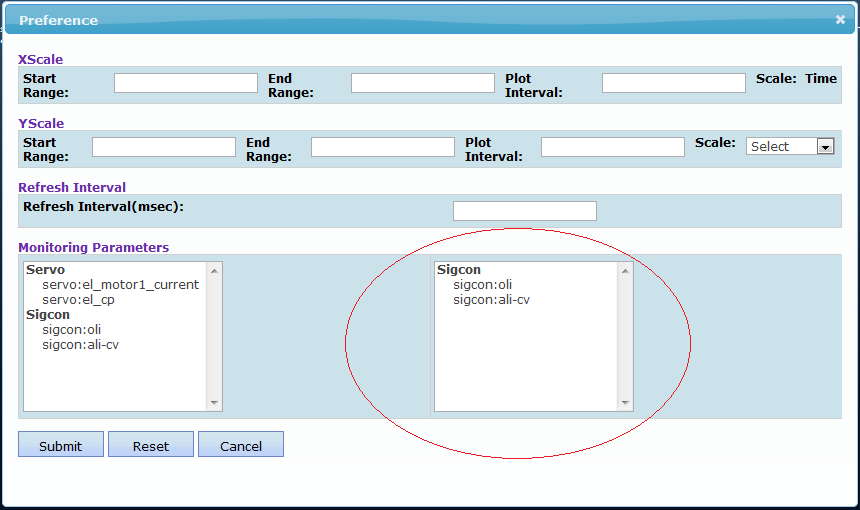 Preference
XScale
Start Range:
End Range:
Plot Interval:
Scale: Time
YScale
Start Range:
End Range:
Plot Interval:
Scale: Select
Refresh Interval
Refresh Interval(msec):
Monitoring Parameters
Servo
servo:el_motor1_current
servo:el_cp
Sigcon
sigcon:oli
sigcon:ali-cv
Sigcon
sigcon:oli
sigcon:ali-cv
Submit Reset Cancel